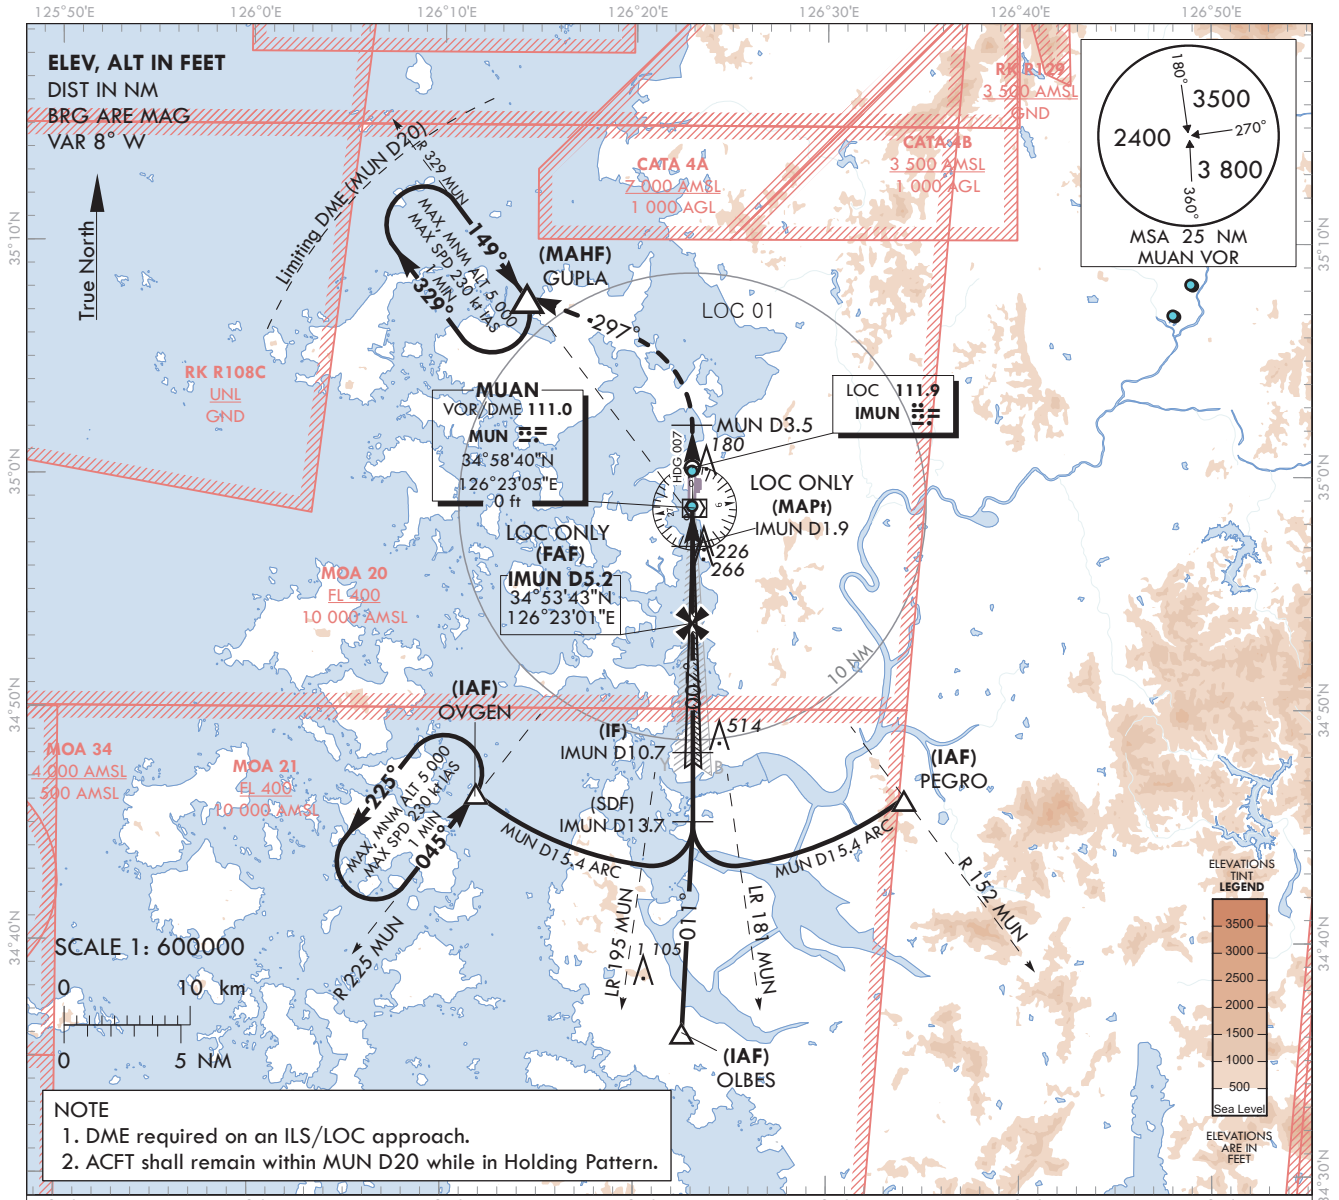 125°50'E
126°0'E
126°10'E
126°20'E
126°30'E
126°40'E
126°50'E
ELEV, ALT IN FEET
DIST IN NM
BRG ARE MAG
VAR 8° W
True North
35°10'N
35°0'N
34°50'N
34°40'N
35°10'N
35°0'N
34°50'N
34°40'N
34°30'N
Limiting DME (MUN D20)
R 329 MUN
149°
MAX, MNM ALT 5 000
MAX SPD 230 kt IAS
1 MIN
329°
(MAHF)
GUPLA
297°
LOC 01
CATA 4A
7 000 AMSL
1 000 AGL
CATA 4B
3 500 AMSL
1 000 AGL
RK R129
3 500 AMSL
GND
180°
3500
270°
2400
3 800
360°
MSA 25 NM
MUAN VOR
RK R108C
UNL
GND
MUAN
VOR/DME 111.0
MUN
34°58'40"N
126°23'05"E
0 ft
LOC 111.9
IMUN
MUN D3.5
180
HDG 007
LOC ONLY
(MAPt)
IMUN D1.9
226
266
LOC ONLY
(FAF)
IMUN D5.2
34°53'43"N
126°23'01"E
MOA 20
FL 400
10 000 AMSL
10 NM
007°
(IAF)
OVGEN
(IF)
IMUN D10.7
514
(IAF)
PEGRO
MOA 34
4 000 AMSL
500 AMSL
MOA 21
FL 400
10 000 AMSL
225°
MAX, MNM ALT 5 000
MAX SPD 230 kt IAS
1 MIN
045°
(SDF)
IMUN D13.7
MUN D15.4 ARC
MUN D15.4 ARC
R 225 MUN
LR 195 MUN
LR 181 MUN
R 152 MUN
011°
1 105
(IAF)
OLBES
SCALE 1: 600000
0 10 km
0 5 NM
ELEVATIONS
TINT
LEGEND
3500
3000
2500
2000
1500
1000
500
Sea Level
ELEVATIONS
ARE IN
FEET
NOTE
1. DME required on an ILS/LOC approach.
2. ACFT shall remain within MUN D20 while in Holding Pattern.